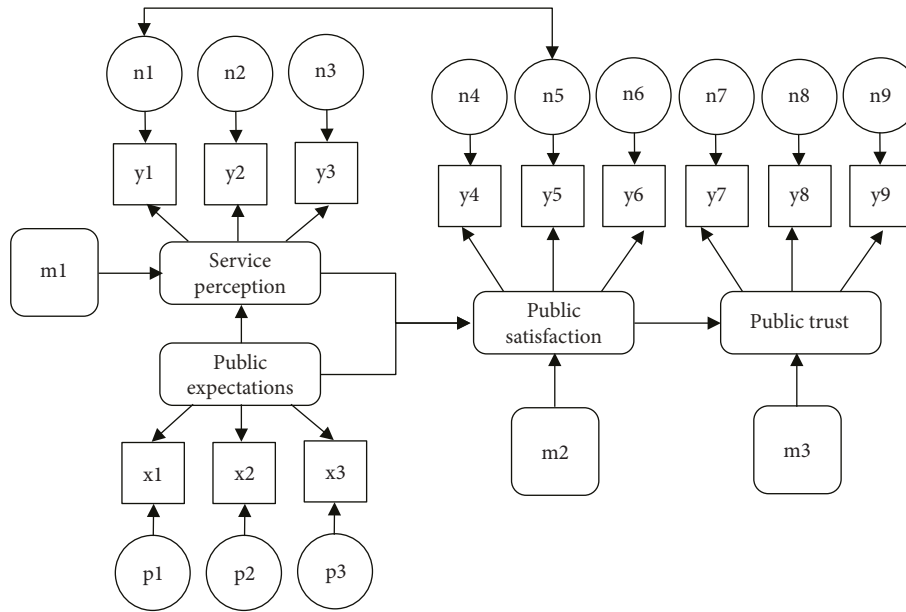 n1
n2
n3
n4
n5
n6
n7
n8
n9
y1
y2
y3
y4
y5
y6
y7
y8
y9
m1
Service
perception
Public
expectations
Public
satisfaction
Public trust
x1
x2
x3
m2
m3
p1
p2
p3